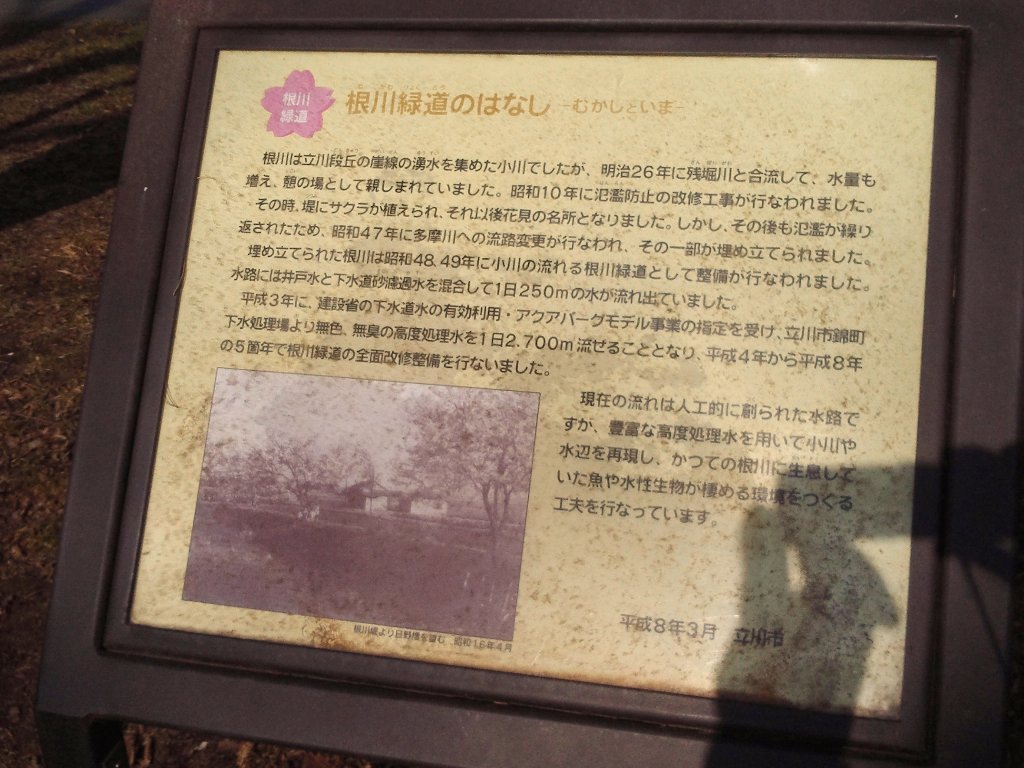 根川
緑道
根川緑道のはなし ─むかしといま─
根川は立川段丘の崖線の湧水を集めた小川でしたが、明治26年に残堀川と合流して、水量も
増え、憩の場として親しまれていました。昭和10年に氾濫防止の改修工事が行なわれました。
その時、堤にサクラが植えられ、それ以後花見の名所となりました。しかし、その後も氾濫が繰り
返されたため、昭和47年に多摩川への流路変更が行なわれ、その一部が埋め立てられました。
埋め立てられた根川は昭和48、49年に小川の流れる根川緑道として整備が行なわれました。
水路には井戸水と下水道砂濾過水を混合して1日250mの水が流れ出ていました。
平成3年に、建設省の下水道水の有効利用・アクアパークモデル事業の指定を受け、立川市錦町
下水処理場より無色、無臭の高度処理水を1日2,700m流せることとなり、平成4年から平成8年
の5箇年で根川緑道の全面改修整備を行ないました。
現在の流れは人工的に創られた水路で
すが、豊富な高度処理水を用いて小川や
水辺を再現し、かつての根川に生息して
いた魚や水性生物が棲める環境をつくる
工夫を行なっています。
根川堤より日野橋を望む 昭和16年4月
平成8年3月 立川市